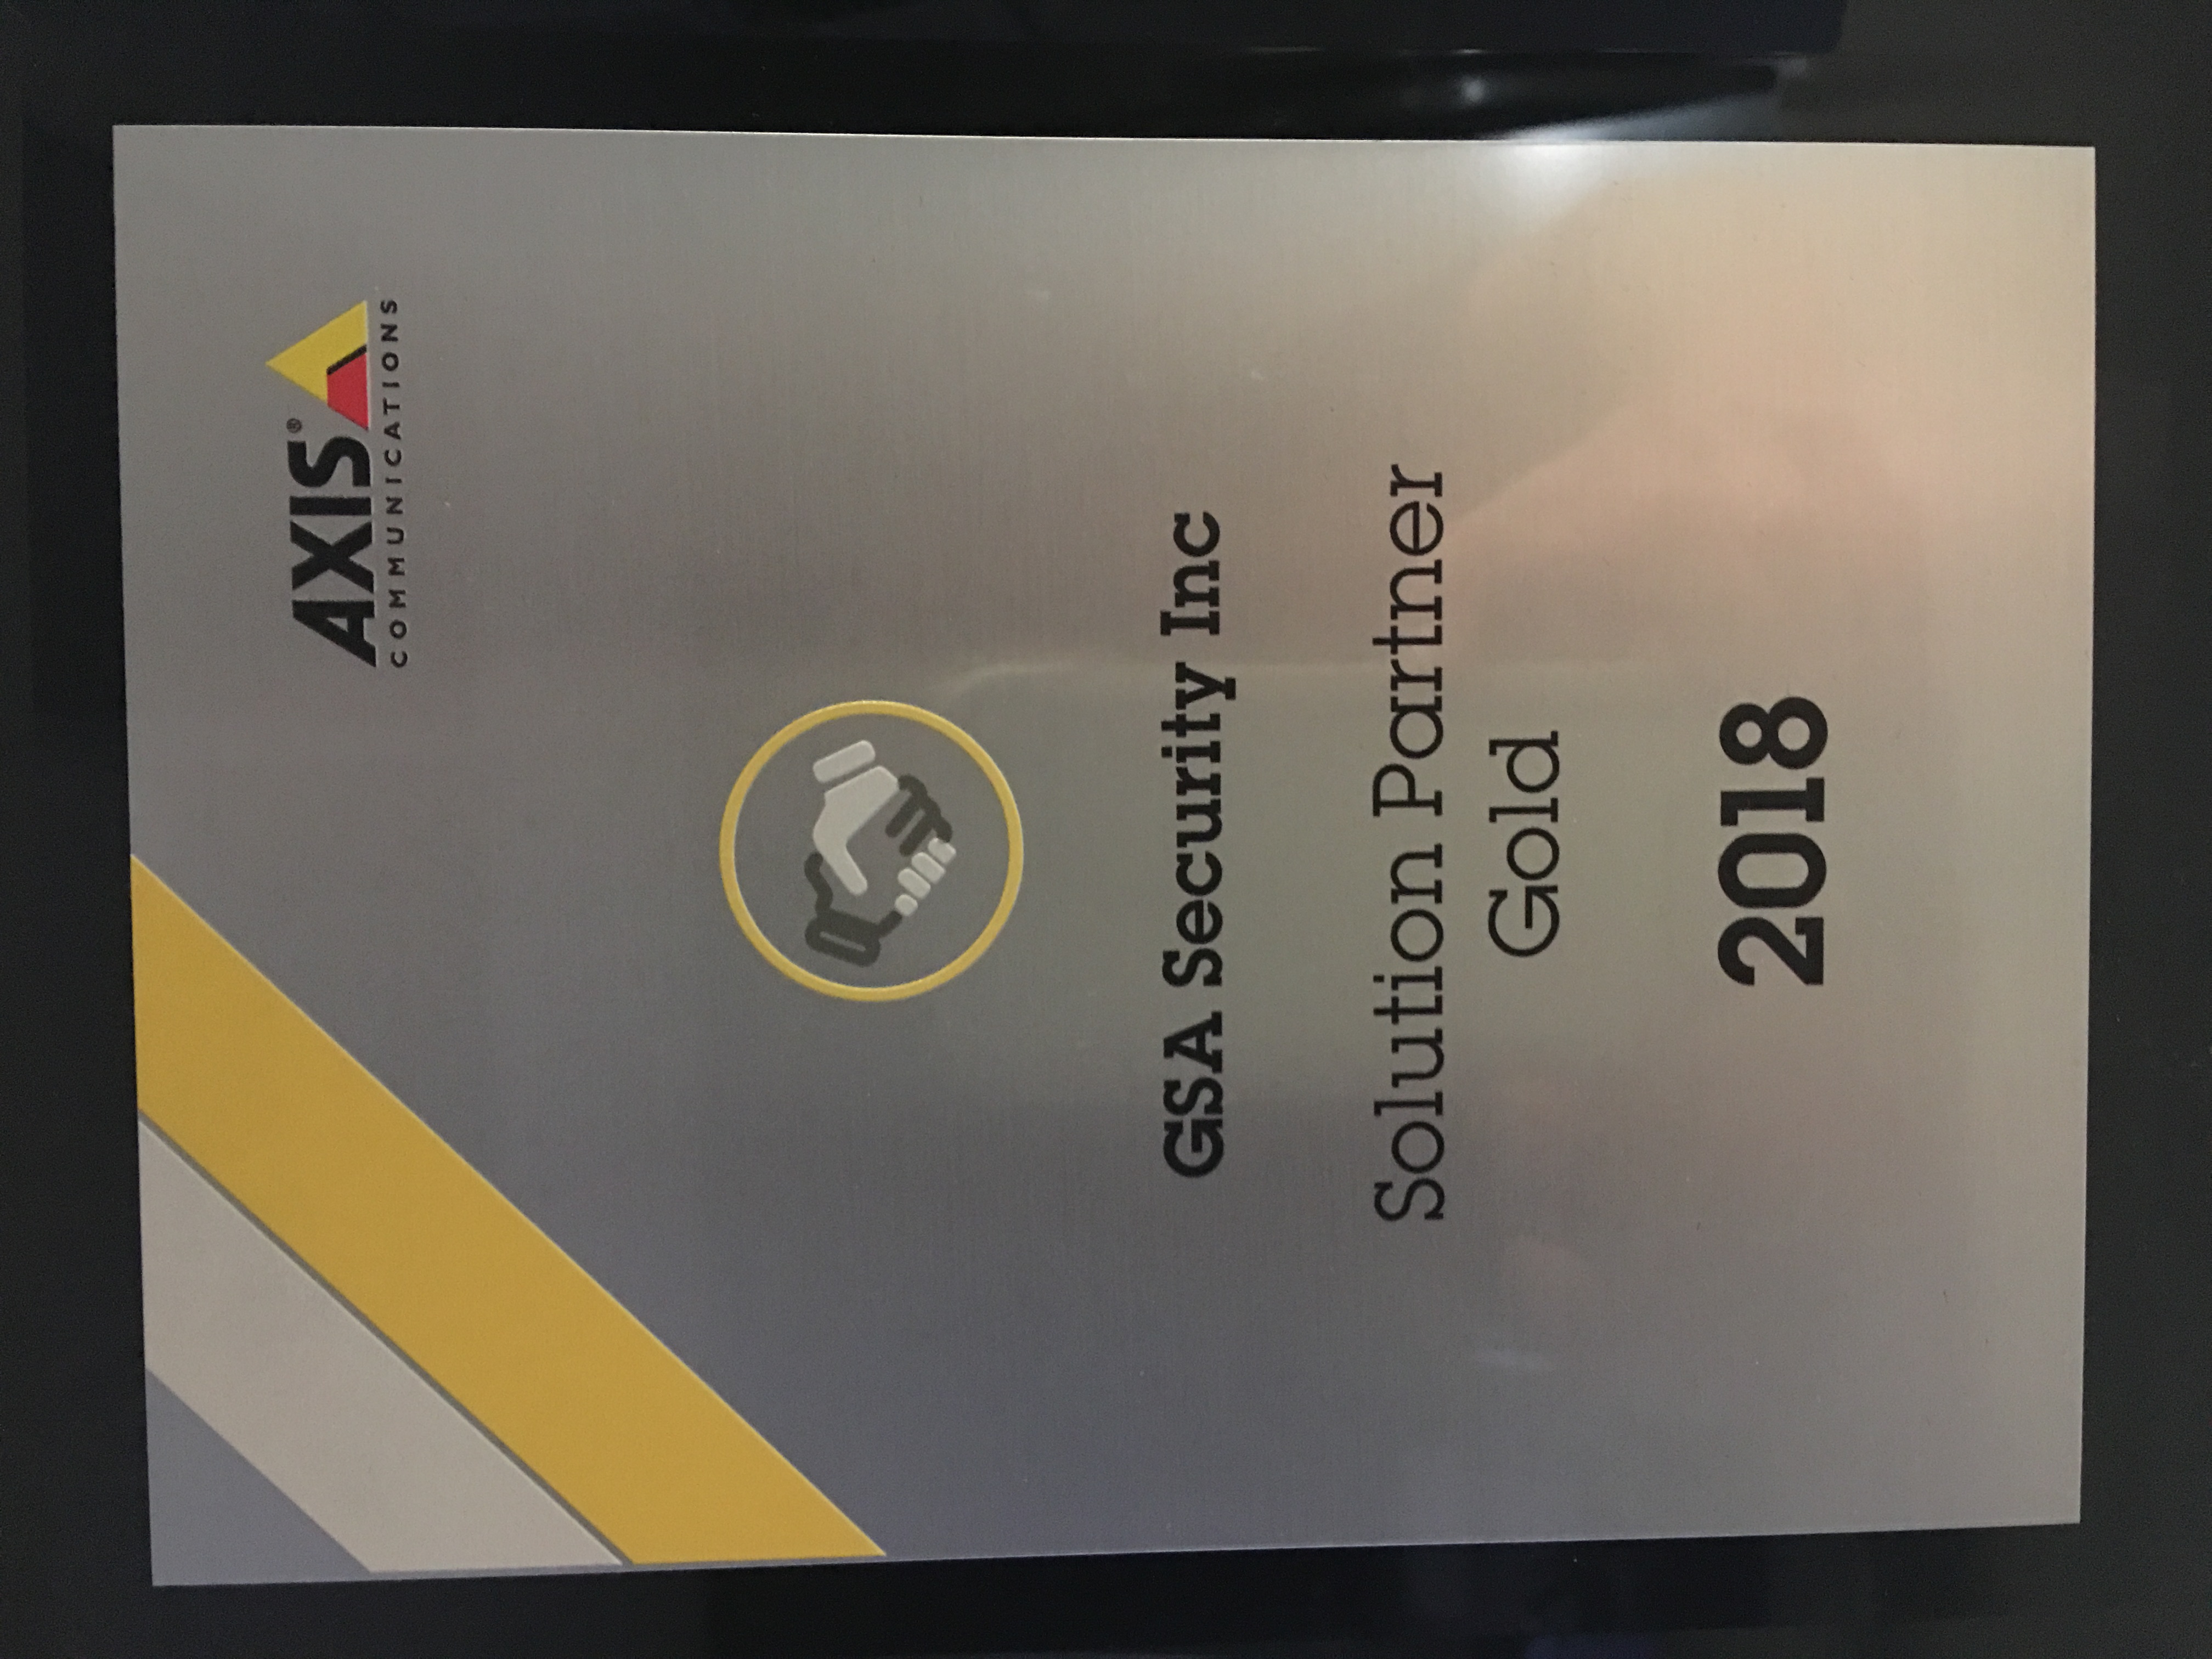 AXIS®
COMMUNICATIONS
GSA Security Inc
Solution Partner
Gold
2018